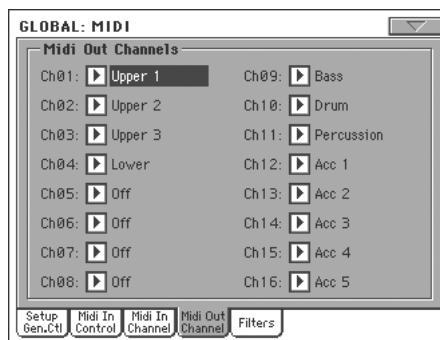 GLOBAL: MIDI
Midi Out Channels
Ch01: Upper 1
Ch02: Upper 2
Ch03: Upper 3
Ch04: Lower
Ch05: Off
Ch06: Off
Ch07: Off
Ch08: Off
Ch09: Bass
Ch10: Drum
Ch11: Percussion
Ch12: Acc 1
Ch13: Acc 2
Ch14: Acc 3
Ch15: Acc 4
Ch16: Acc 5
Setup
Gen.Ctl
Midi In
Control
Midi In
Channel
Midi Out
Channel
Filters